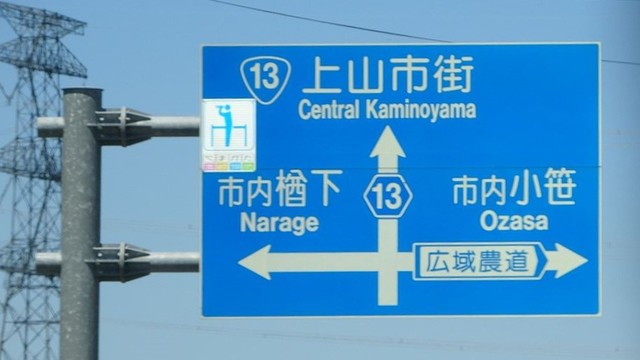 13 上山市街
Central Kaminoyama
市内楢下
Narage
13
市内小笹
Ozasa
広域農道